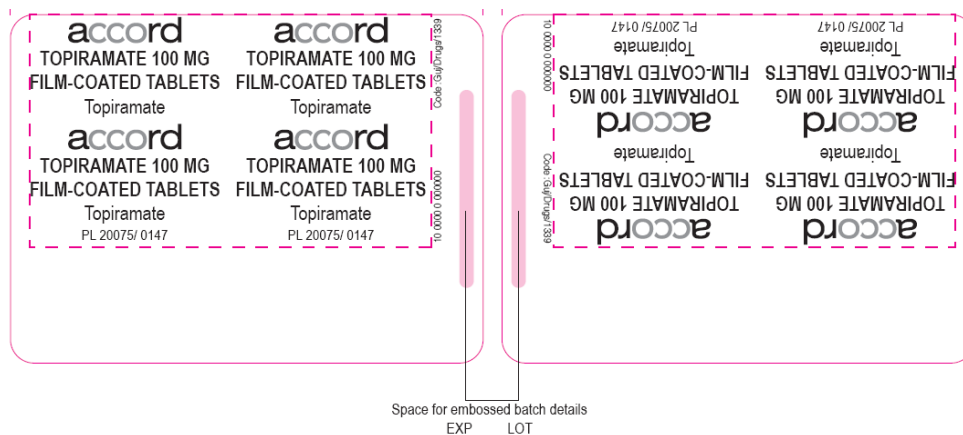 accord accord
TOPIRAMATE 100 MG TOPIRAMATE 100 MG
FILM-COATED TABLETS FILM-COATED TABLETS
Topiramate Topiramate
accord accord
TOPIRAMATE 100 MG TOPIRAMATE 100 MG
FILM-COATED TABLETS FILM-COATED TABLETS
Topiramate Topiramate
PL 20075/ 0147 PL 20075/ 0147
Code :Guj/Drugs/1339
10 0000 0 000000
accord accord
TOPIRAMATE 100 MG TOPIRAMATE 100 MG
FILM-COATED TABLETS FILM-COATED TABLETS
Topiramate Topiramate
accord accord
TOPIRAMATE 100 MG TOPIRAMATE 100 MG
FILM-COATED TABLETS FILM-COATED TABLETS
Topiramate Topiramate
PL 20075/ 0147 PL 20075/ 0147
10 0000 0 000000
Code :Guj/Drugs/1339
Space for embossed batch details
EXP LOT